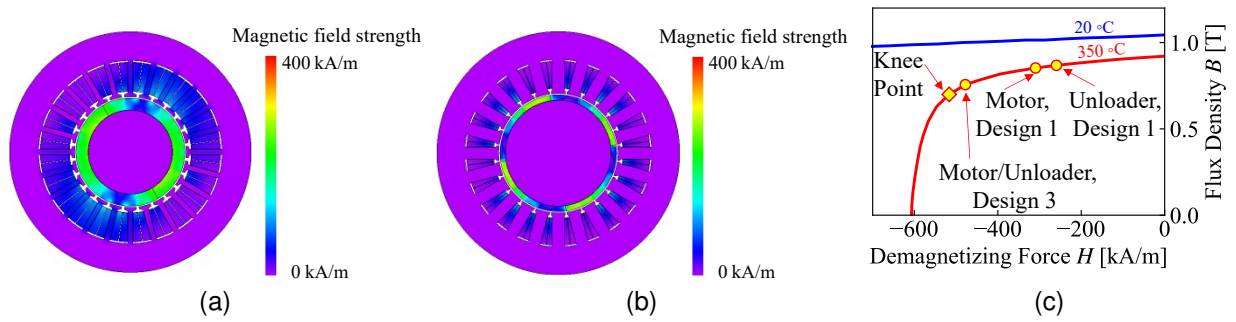 Magnetic field strength
400 kA/m
0 kA/m
(a)
Magnetic field strength
400 kA/m
0 kA/m
(b)
20 °C
350 °C
Knee
Point
Motor,
Design 1
Unloader,
Design 1
Motor/Unloader,
Design 3
1.0
0.5
0.0
Flux Density B [T]
−600
−400
−200
0
Demagnetizing Force H [kA/m]
(c)